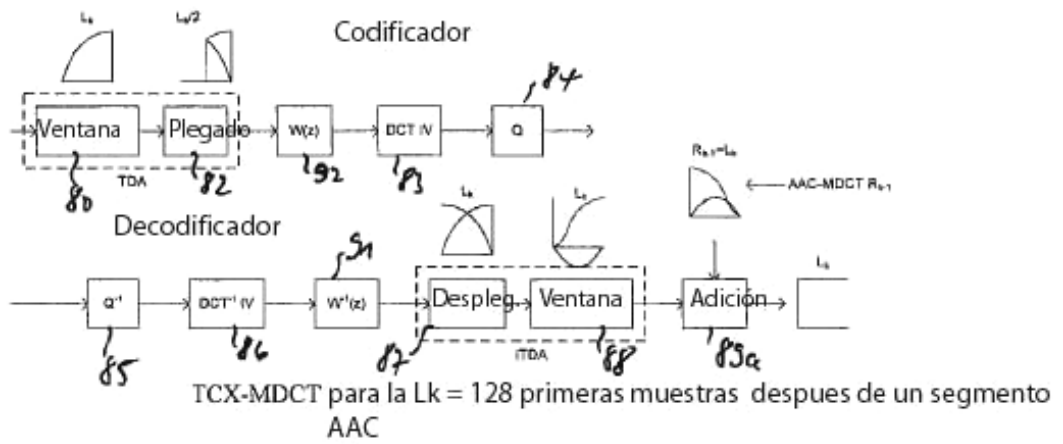 Lk
Lk/2
Codificador
84
Ventana
Plegado
W(z)
DCT IV
Q
TDA
80
82
92
83
Rk-1=Lk
AAC-MDCT Rk-1
Decodificador
Lk
Lk
91
Lk
Q-1
DCT-1 IV
W-1(z)
Despleg.
Ventana
Adición
ITDA
85
86
87
88
89a
TCX-MDCT para la Lk = 128 primeras muestras despues de un segmento
AAC